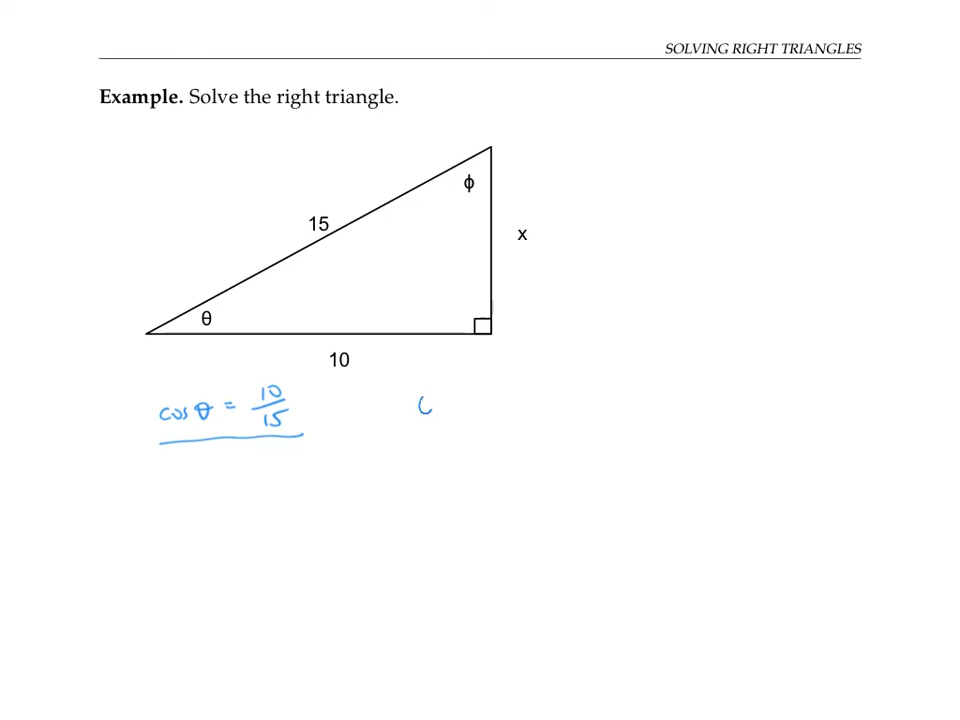 SOLVING RIGHT TRIANGLES
Example. Solve the right triangle.
ϕ
15
x
θ
10
cos θ = 10/15
(